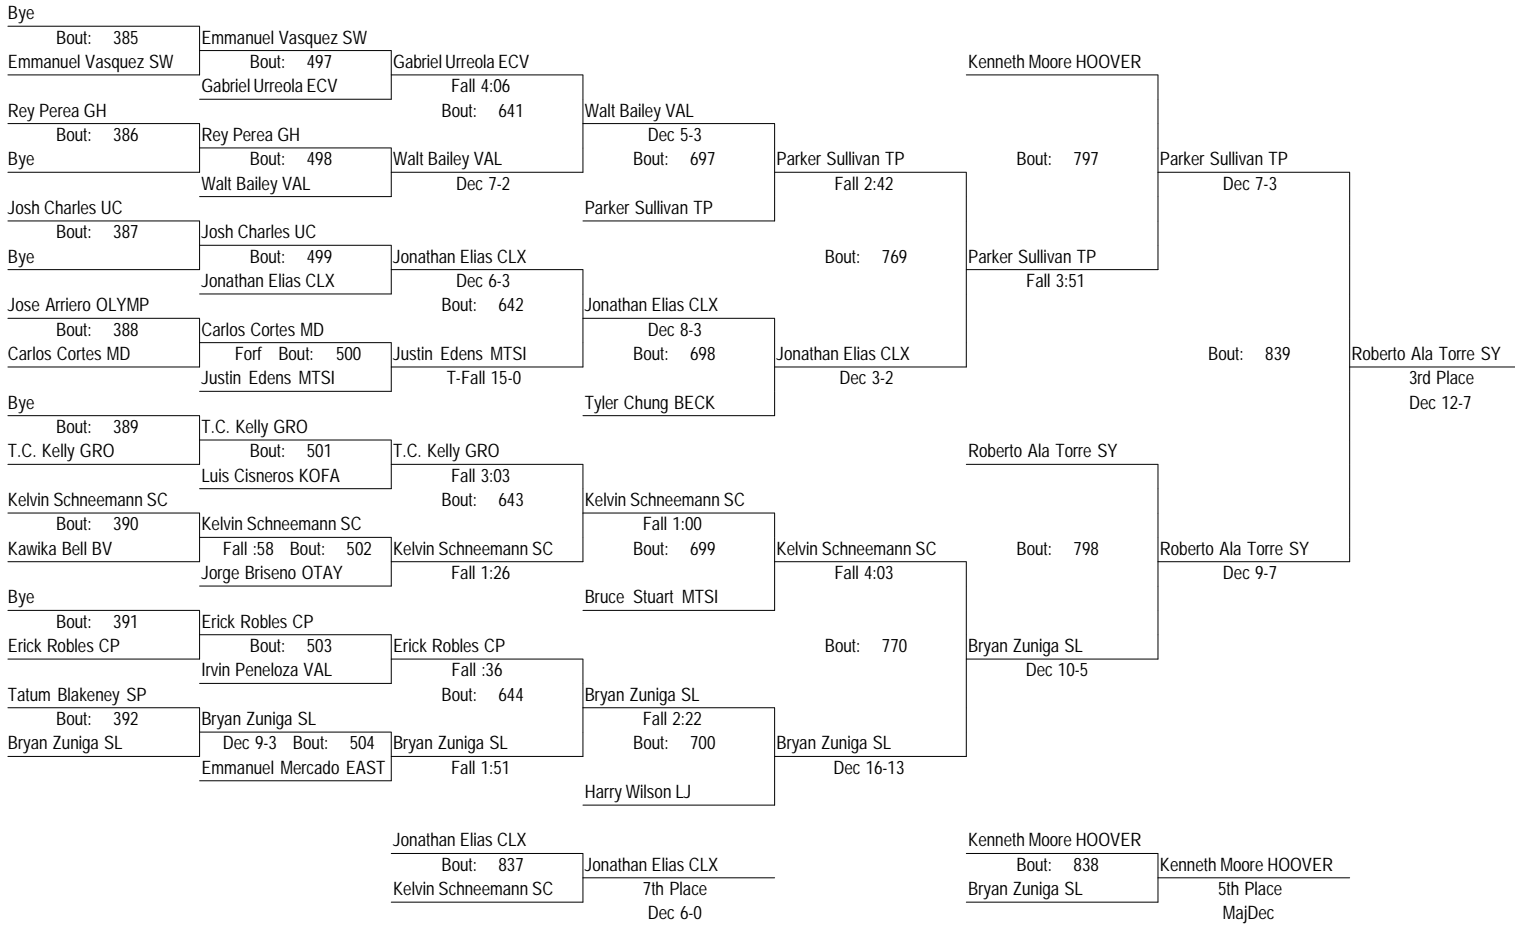 Bye
Bout: 385 Emmanuel Vasquez SW
Emmanuel Vasquez SW Bout: 497 Gabriel Urreola ECV Kenneth Moore HOOVER
Gabriel Urreola ECV Fall 4:06
Rey Perea GH Bout: 641 Walt Bailey VAL
Bout: 386 Rey Perea GH Dec 5-3
Bye Bout: 498 Walt Bailey VAL Bout: 697 Parker Sullivan TP Bout: 797 Parker Sullivan TP
Walt Bailey VAL Dec 7-2 Fall 2:42 Dec 7-3
Josh Charles UC Parker Sullivan TP
Bout: 387 Josh Charles UC
Bye Bout: 499 Jonathan Elias CLX Bout: 769 Parker Sullivan TP
Jonathan Elias CLX Dec 6-3 Fall 3:51
Jose Arriero OLYMP Bout: 642 Jonathan Elias CLX
Bout: 388 Carlos Cortes MD Dec 8-3
Carlos Cortes MD Forf Bout: 500 Justin Edens MTSI Bout: 698 Jonathan Elias CLX Bout: 839 Roberto Ala Torre SY
Justin Edens MTSI T-Fall 15-0 Dec 3-2 3rd Place
Bye Tyler Chung BECK Dec 12-7
Bout: 389 T.C. Kelly GRO
T.C. Kelly GRO Bout: 501 T.C. Kelly GRO Roberto Ala Torre SY
Luis Cisneros KOFA Fall 3:03
Kelvin Schneemann SC Bout: 643 Kelvin Schneemann SC
Bout: 390 Kelvin Schneemann SC Fall 1:00
Kawika Bell BV Fall :58 Bout: 502 Kelvin Schneemann SC Bout: 699 Kelvin Schneemann SC Bout: 798 Roberto Ala Torre SY
Jorge Briseno OTAY Fall 1:26 Fall 4:03 Dec 9-7
Bye Bruce Stuart MTSI
Bout: 391 Erick Robles CP
Erick Robles CP Bout: 503 Erick Robles CP Bout: 770 Bryan Zuniga SL
Irvin Peneloza VAL Fall :36 Dec 10-5
Tatum Blakeney SP Bout: 644 Bryan Zuniga SL
Bout: 392 Bryan Zuniga SL Fall 2:22
Bryan Zuniga SL Dec 9-3 Bout: 504 Bryan Zuniga SL Bout: 700 Bryan Zuniga SL
Emmanuel Mercado EAST Fall 1:51 Dec 16-13
Harry Wilson LJ
Jonathan Elias CLX Kenneth Moore HOOVER
Bout: 837 Jonathan Elias CLX Bout: 838 Kenneth Moore HOOVER
Kelvin Schneemann SC 7th Place Bryan Zuniga SL 5th Place
Dec 6-0 MajDec